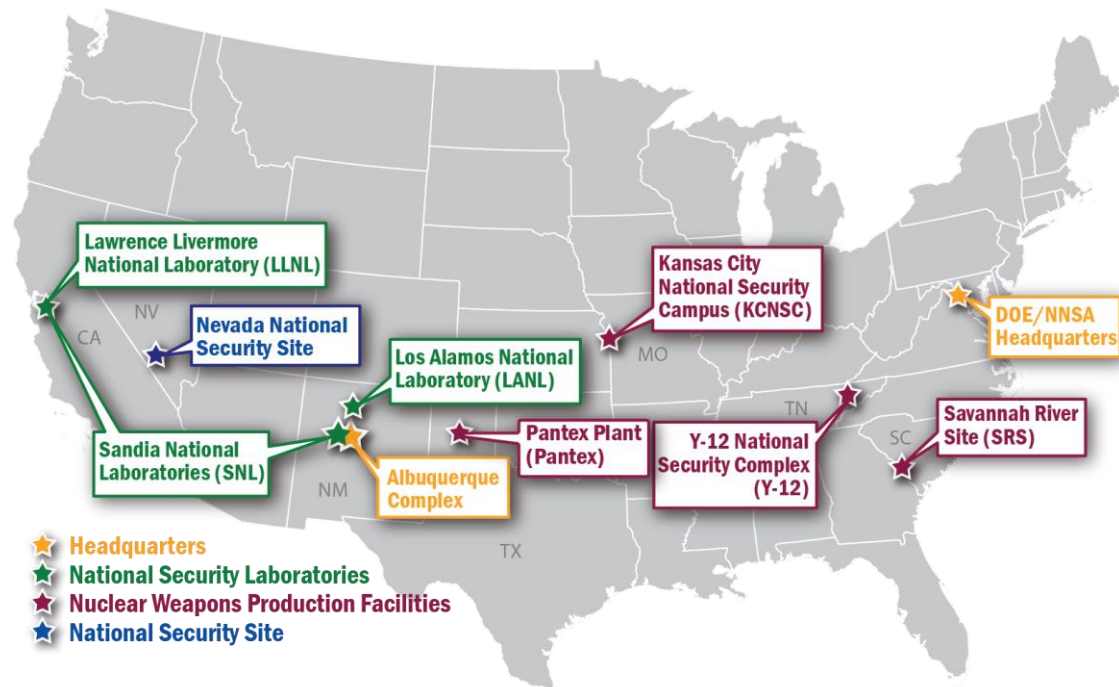 Lawrence Livermore
National Laboratory (LLNL)
NV
CA
Nevada National
Security Site
Los Alamos National
Laboratory (LANL)
Kansas City
National Security
Campus (KCNSC)
MO
DOE/NNSA
Headquarters
Sandia National
Laboratories (SNL)
NM
Albuquerque
Complex
Pantex Plant
(Pantex)
TX
TN
Y-12 National
Security Complex
(Y-12)
SC
Savannah River
Site (SRS)
Headquarters
National Security Laboratories
Nuclear Weapons Production Facilities
National Security Site